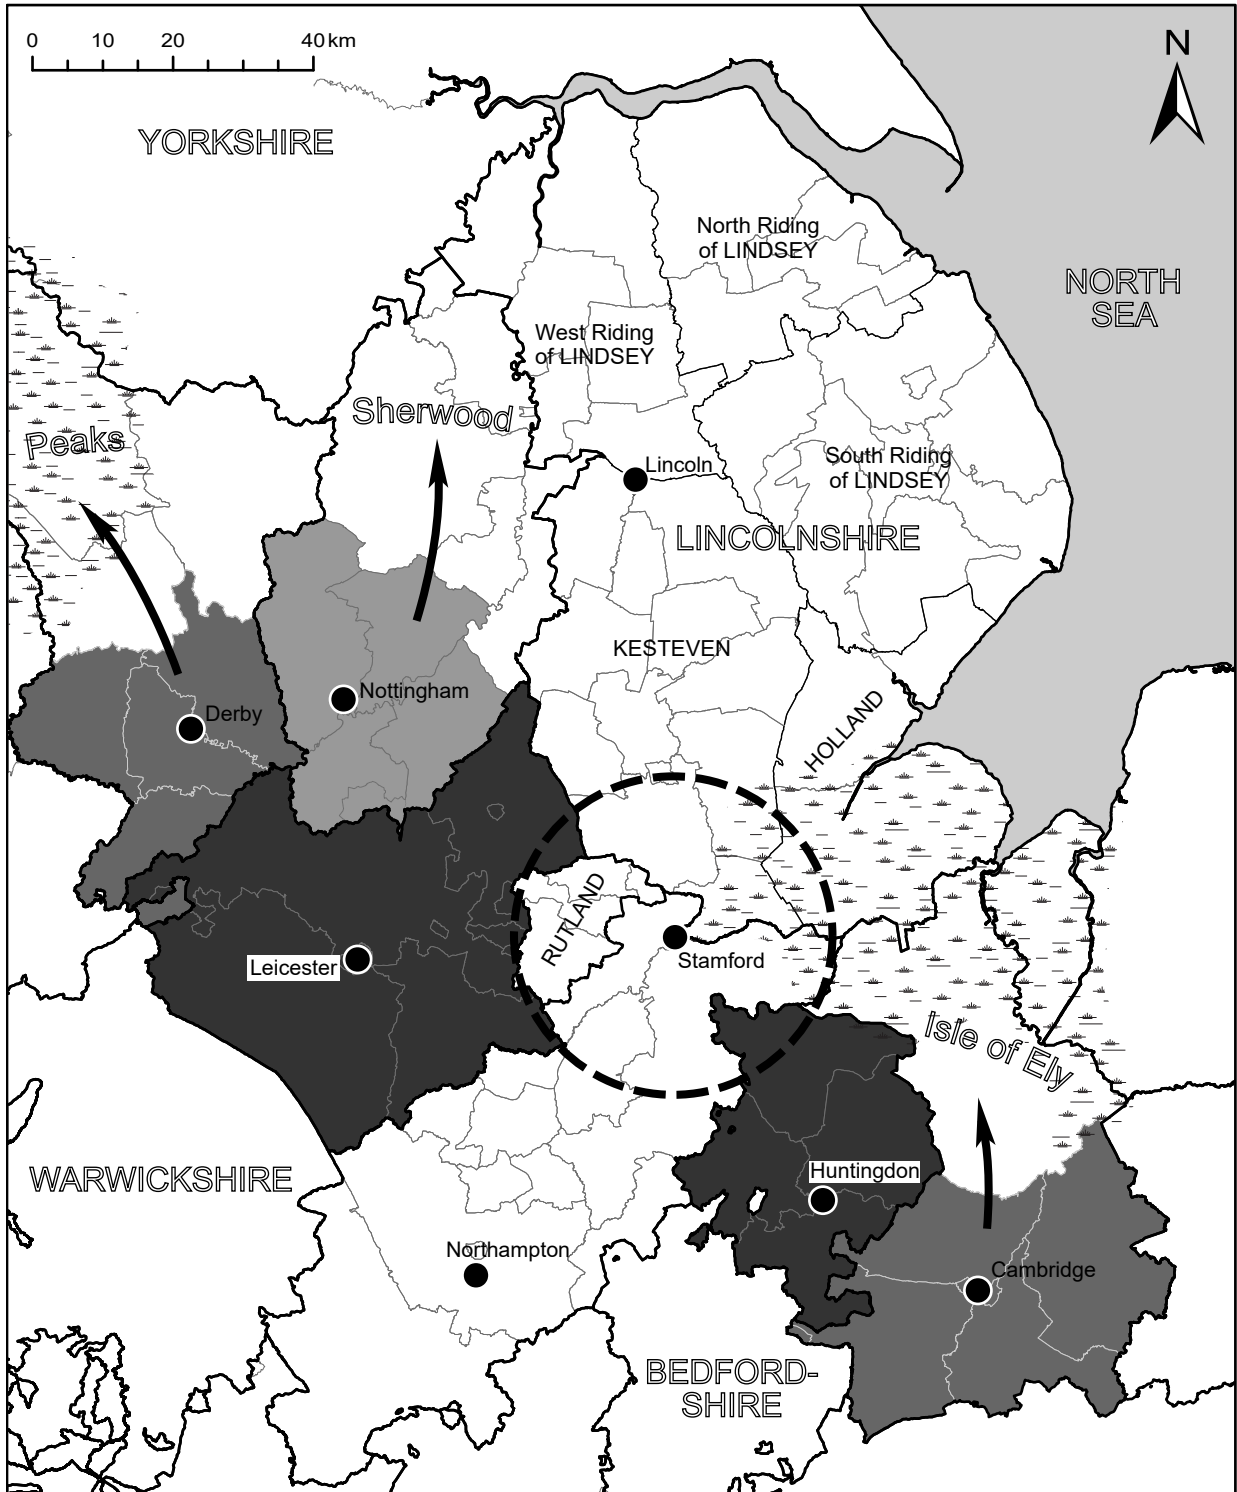 0 10 20 40 km
N
YORKSHIRE
North Riding
of LINDSEY
NORTH
SEA
West Riding
of LINDSEY
Sherwood
Peaks
Lincoln
South Riding
of LINDSEY
LINCOLNSHIRE
KESTEVEN
Nottingham
Derby
HOLLAND
RUTLAND
Stamford
Leicester
Isle of Ely
WARWICKSHIRE
Huntingdon
Northampton
Cambridge
BEDFORD-
SHIRE